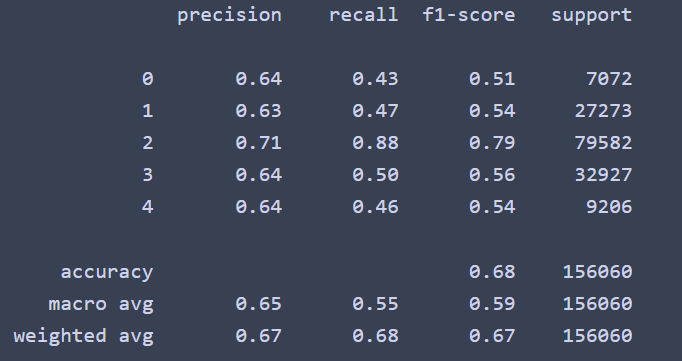 precision recall f1-score support
0 0.64 0.43 0.51 7072
1 0.63 0.47 0.54 27273
2 0.71 0.88 0.79 79582
3 0.64 0.50 0.56 32927
4 0.64 0.46 0.54 9206
accuracy 0.68 156060
macro avg 0.65 0.55 0.59 156060
weighted avg 0.67 0.68 0.67 156060